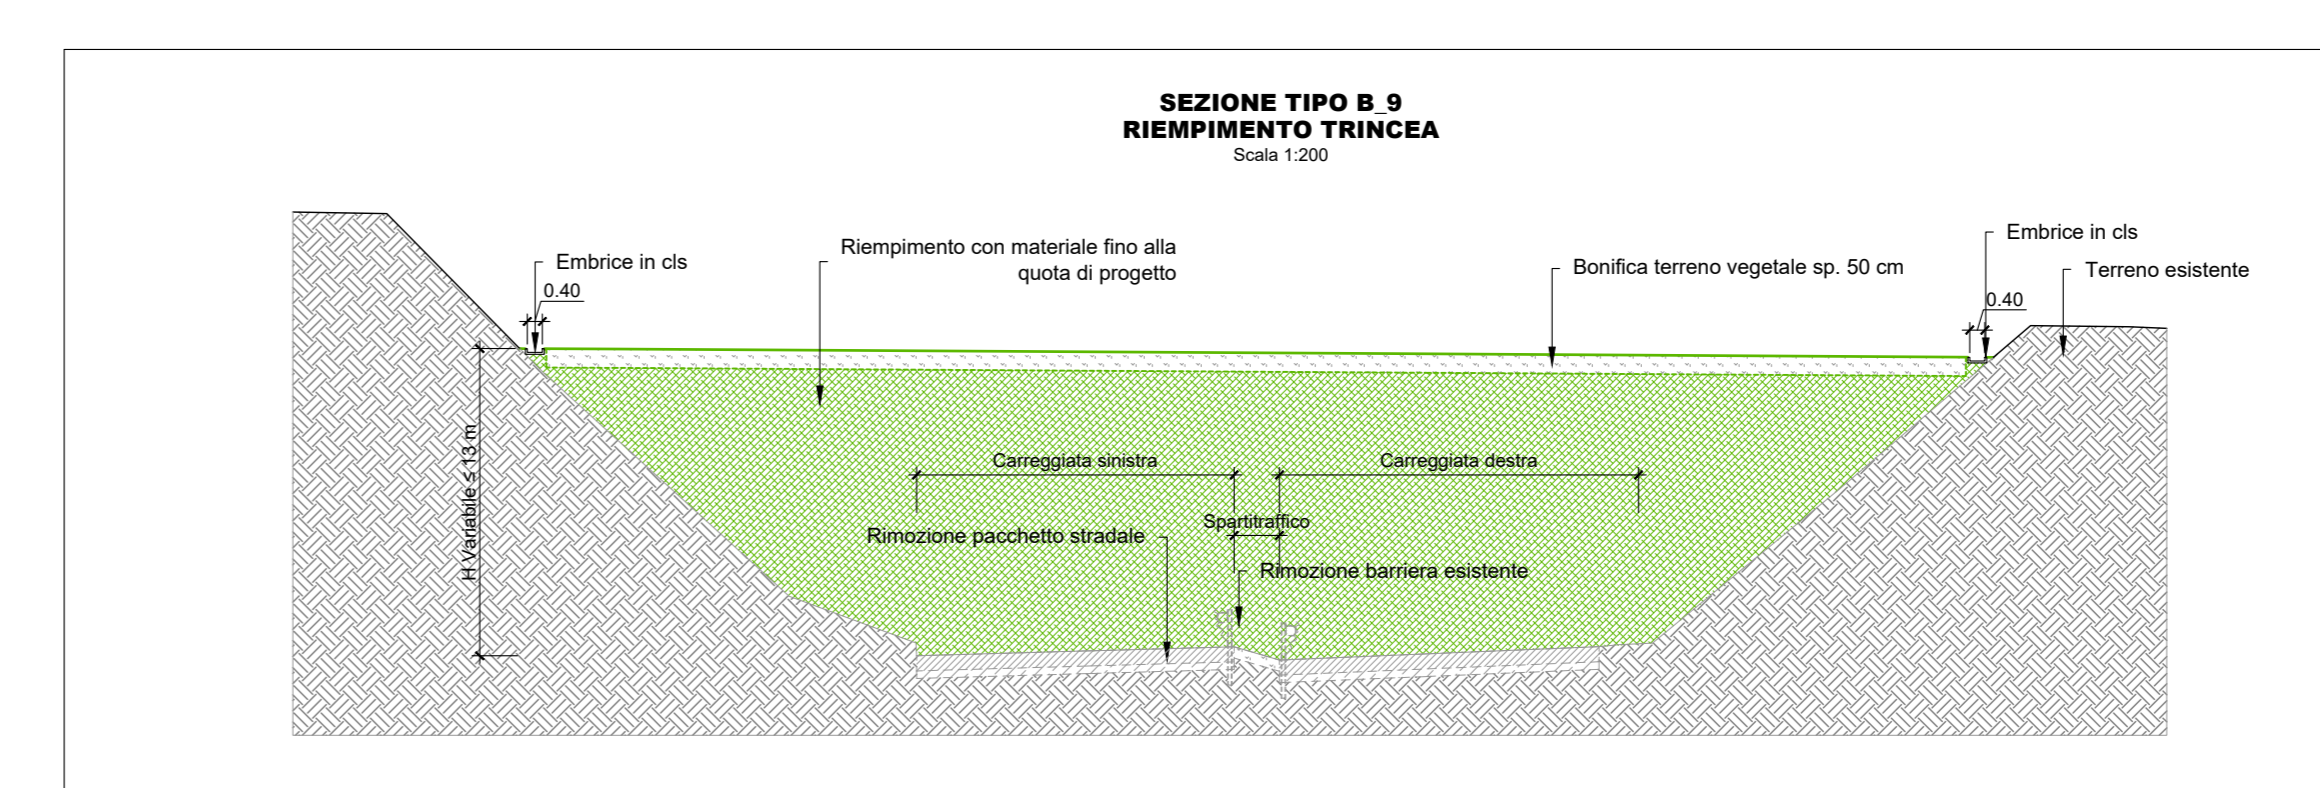 SEZIONE TIPO B_9
RIEMPIMENTO TRINCEA
Scala 1:200
Embrice in cls
0.40
Riempimento con materiale fino alla
quota di progetto
Bonifica terreno vegetale sp. 50 cm
Embrice in cls
0.40
Terreno esistente
H Variabile ≤ 13 m
Carreggiata sinistra
Carreggiata destra
Spartitraffico
Rimozione pacchetto stradale
Rimozione barriera esistente